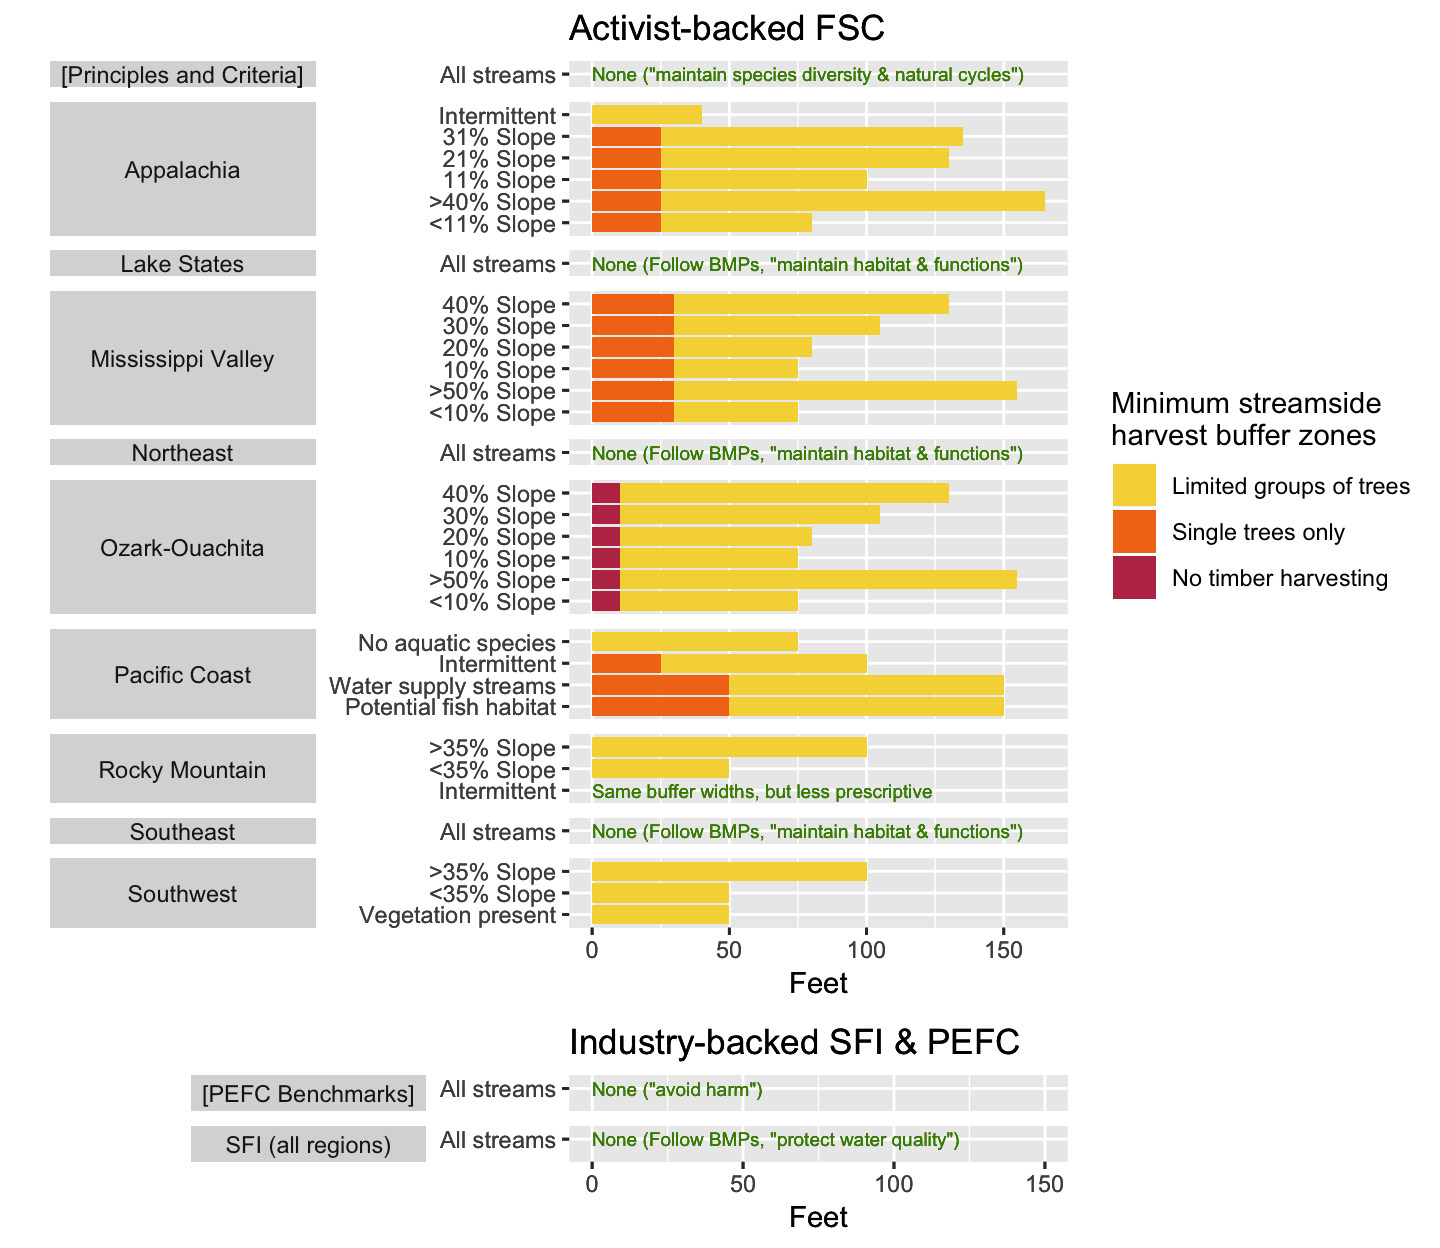 Activist-backed FSC
[Principles and Criteria]
All streams
None ("maintain species diversity & natural cycles")
Appalachia
Intermittent
31% Slope
21% Slope
11% Slope
>40% Slope
<11% Slope
Lake States
All streams
None (Follow BMPs, "maintain habitat & functions")
Mississippi Valley
40% Slope
30% Slope
20% Slope
10% Slope
>50% Slope
<10% Slope
Northeast
All streams
None (Follow BMPs, "maintain habitat & functions")
Ozark-Ouachita
40% Slope
30% Slope
20% Slope
10% Slope
>50% Slope
<10% Slope
Pacific Coast
No aquatic species
Intermittent
Water supply streams
Potential fish habitat
Rocky Mountain
>35% Slope
<35% Slope
Intermittent
Same buffer widths, but less prescriptive
Southeast
All streams
None (Follow BMPs, "maintain habitat & functions")
Southwest
>35% Slope
<35% Slope
Vegetation present
0 50 100 150
Feet
Minimum streamside
harvest buffer zones
Limited groups of trees
Single trees only
No timber harvesting
Industry-backed SFI & PEFC
[PEFC Benchmarks]
All streams
None ("avoid harm")
SFI (all regions)
All streams
None (Follow BMPs, "protect water quality")
0 50 100 150
Feet